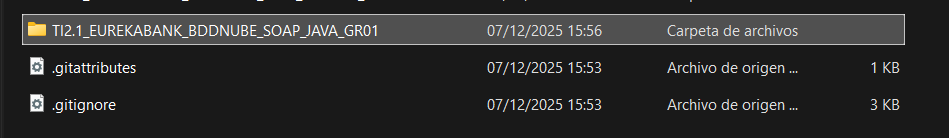 TI2.1_EUREKABANK_BDDNUBE_SOAP_JAVA_GR01 07/12/2025 15:56 Carpeta de archivos
.gitattributes 07/12/2025 15:53 Archivo de origen ... 1 KB
.gitignore 07/12/2025 15:53 Archivo de origen ... 3 KB